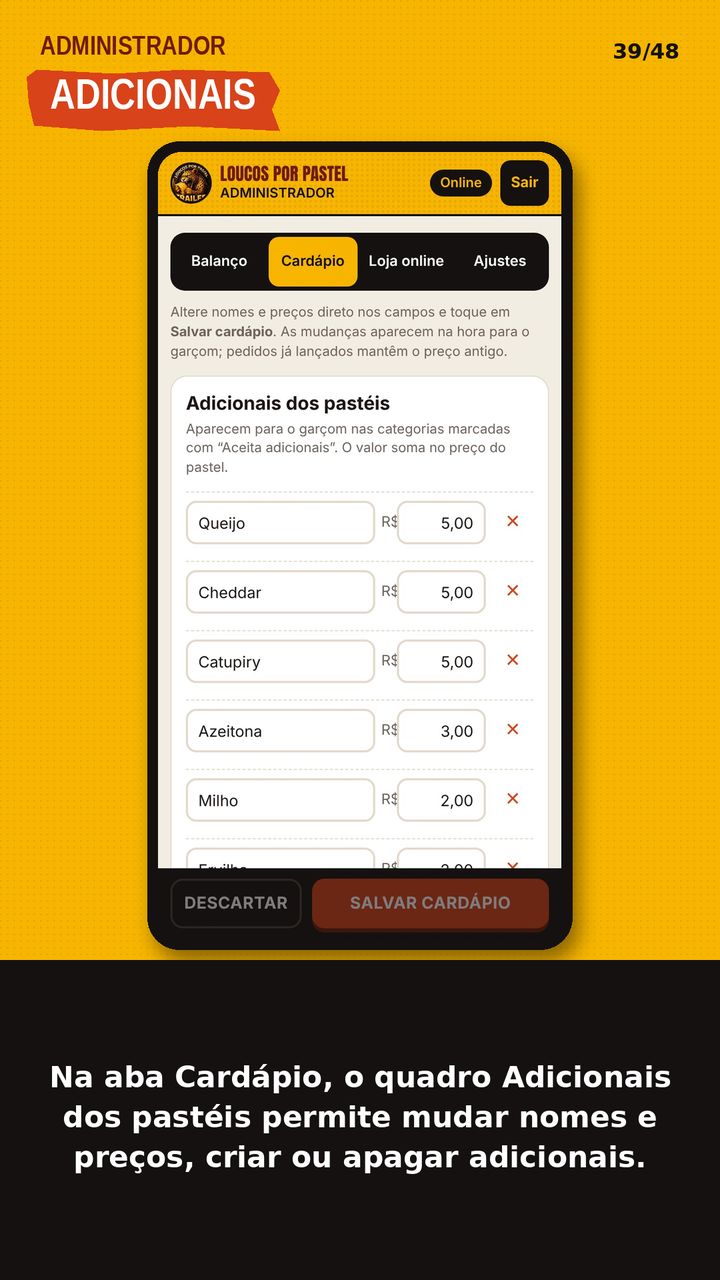 ADMINISTRADOR
39/48
ADICIONAIS
LOUCOS POR PASTEL
TRAILER
LOUCOS POR PASTEL
ADMINISTRADOR
Online
Sair
Balanço
Cardápio
Loja online
Ajustes
Altere nomes e preços direto nos campos e toque em
Salvar cardápio. As mudanças aparecem na hora para o
garçom; pedidos já lançados mantêm o preço antigo.
Adicionais dos pastéis
Aparecem para o garçom nas categorias marcadas
com “Aceita adicionais”. O valor soma no preço do
pastel.
Queijo R$ 5,00 ✕
Cheddar R$ 5,00 ✕
Catupiry R$ 5,00 ✕
Azeitona R$ 3,00 ✕
Milho R$ 2,00 ✕
DESCARTAR
SALVAR CARDÁPIO
Na aba Cardápio, o quadro Adicionais
dos pastéis permite mudar nomes e
preços, criar ou apagar adicionais.